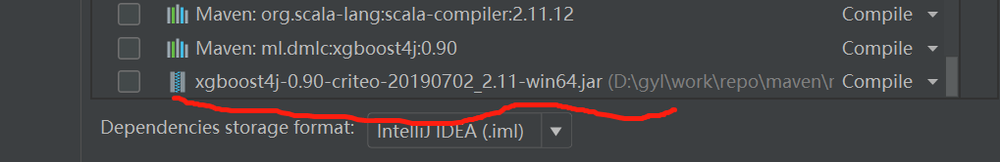 Maven: org.scala-lang:scala-compiler:2.11.12 Compile
Maven: ml.dmlc:xgboost4j:0.90 Compile
xgboost4j-0.90-criteo-20190702_2.11-win64.jar (D:\gyl\work\repo\maven\r Compile
Dependencies storage format: IntelliJ IDEA (.iml)